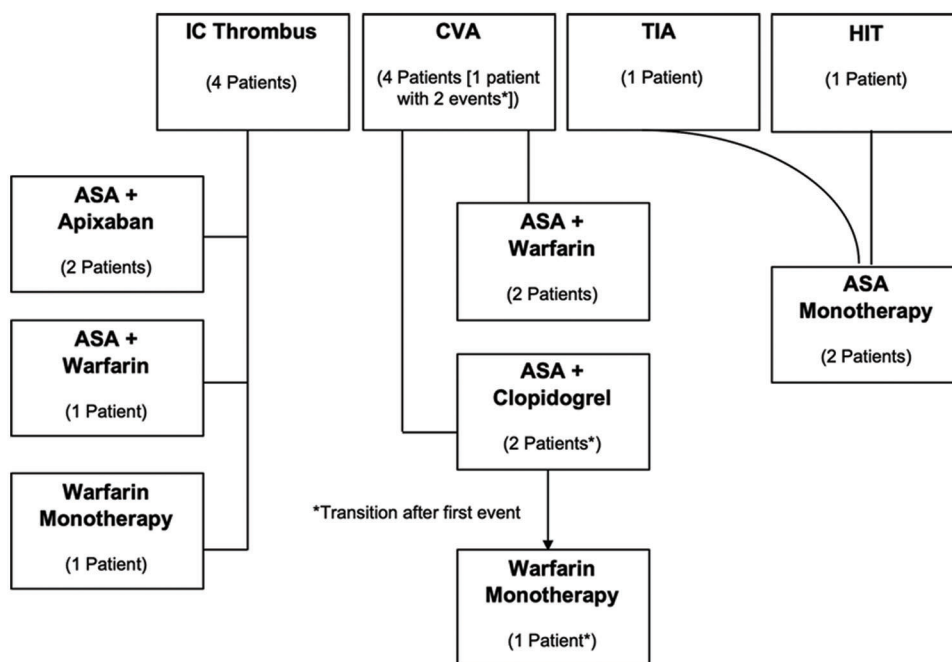 IC Thrombus
(4 Patients)
CVA
(4 Patients [1 patient
with 2 events*])
TIA
(1 Patient)
HIT
(1 Patient)
ASA +
Apixaban
(2 Patients)
ASA +
Warfarin
(1 Patient)
Warfarin
Monotherapy
(1 Patient)
ASA +
Warfarin
(2 Patients)
ASA +
Clopidogrel
(2 Patients*)
*Transition after first event
Warfarin
Monotherapy
(1 Patient*)
ASA
Monotherapy
(2 Patients)